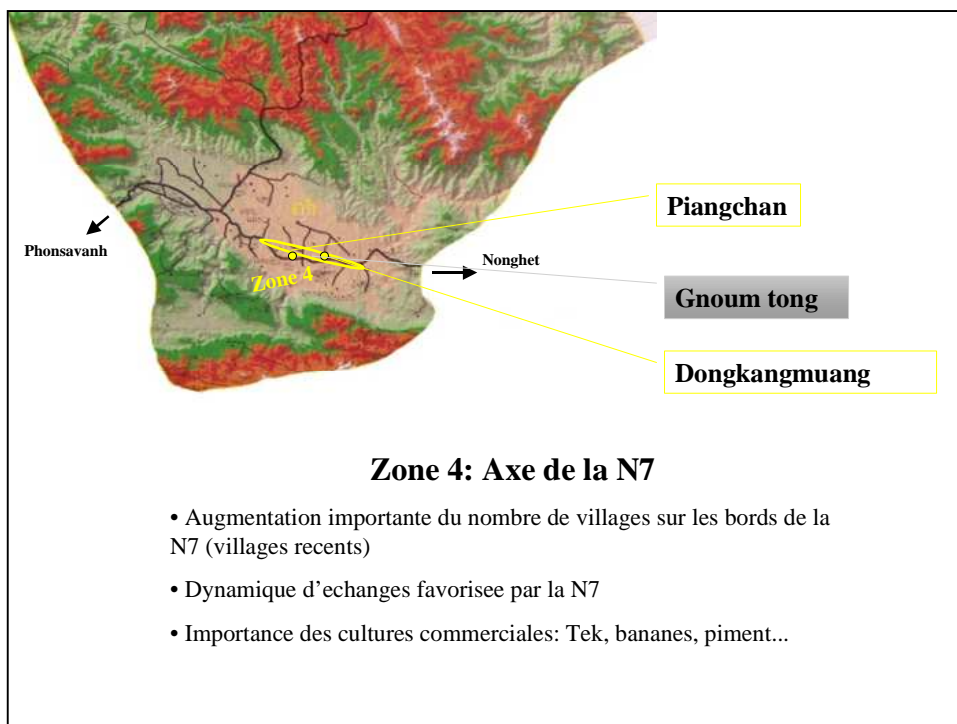 Piangchan
Phonsavanh
Nonghet
Zone 4
Gnoum tong
Dongkangmuang
Zone 4: Axe de la N7
• Augmentation importante du nombre de villages sur les bords de la
N7 (villages recents)
• Dynamique d’echanges favorisee par la N7
• Importance des cultures commerciales: Tek, bananes, piment...